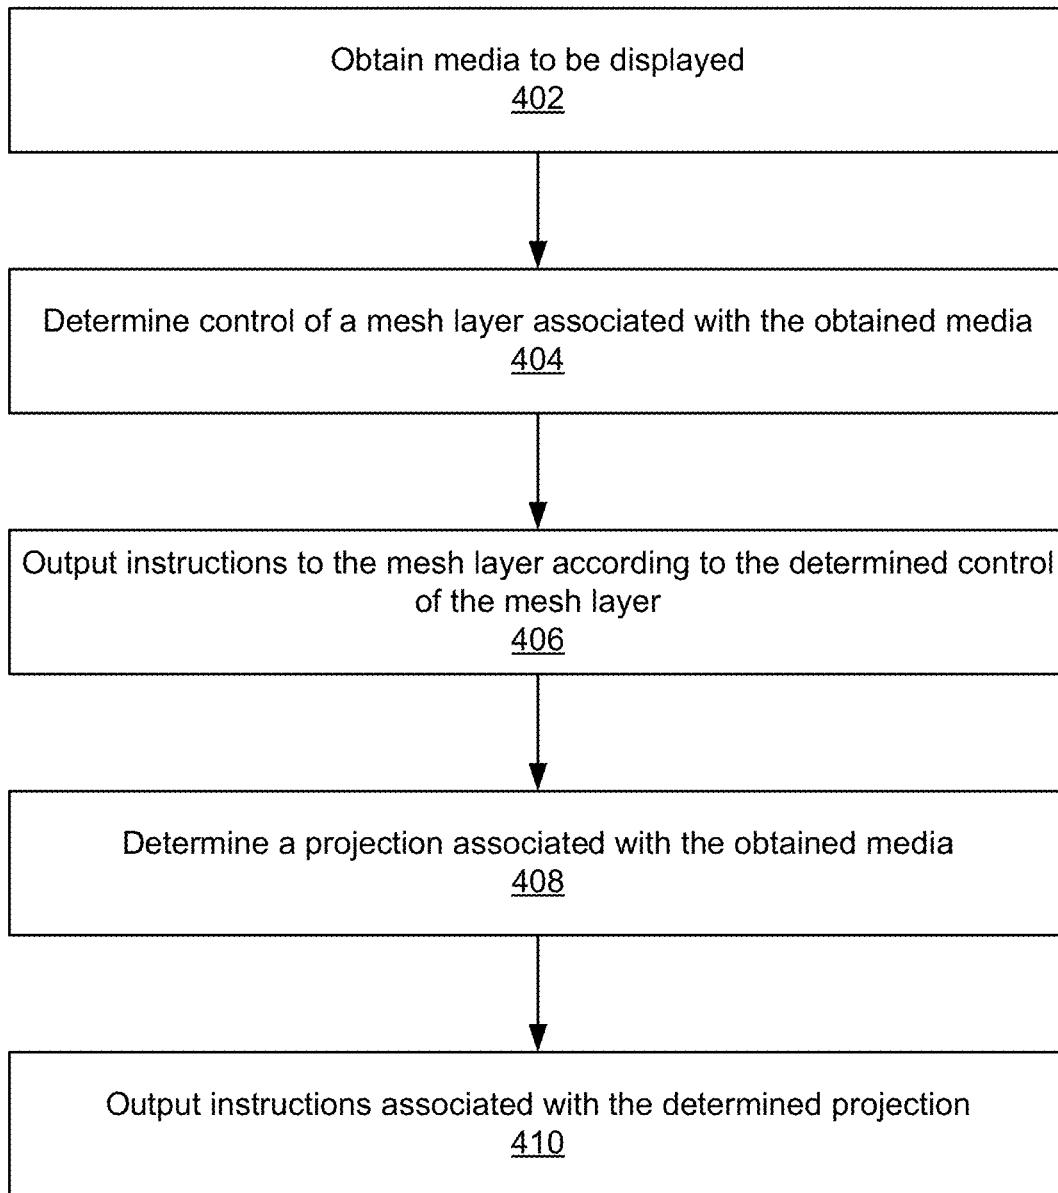 Obtain media to be displayed
402
Determine control of a mesh layer associated with the obtained media
404
Output instructions to the mesh layer according to the determined control
of the mesh layer
406
Determine a projection associated with the obtained media
408
Output instructions associated with the determined projection
410